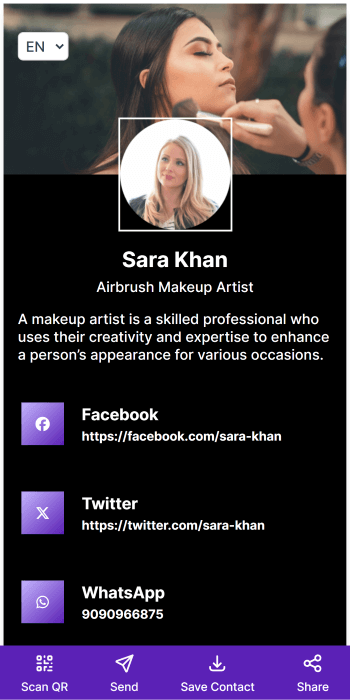 EN
Sara Khan
Airbrush Makeup Artist
A makeup artist is a skilled professional who
uses their creativity and expertise to enhance
a person’s appearance for various occasions.
Facebook
https://facebook.com/sara-khan
Twitter
https://twitter.com/sara-khan
WhatsApp
9090966875
Scan QR Send Save Contact Share